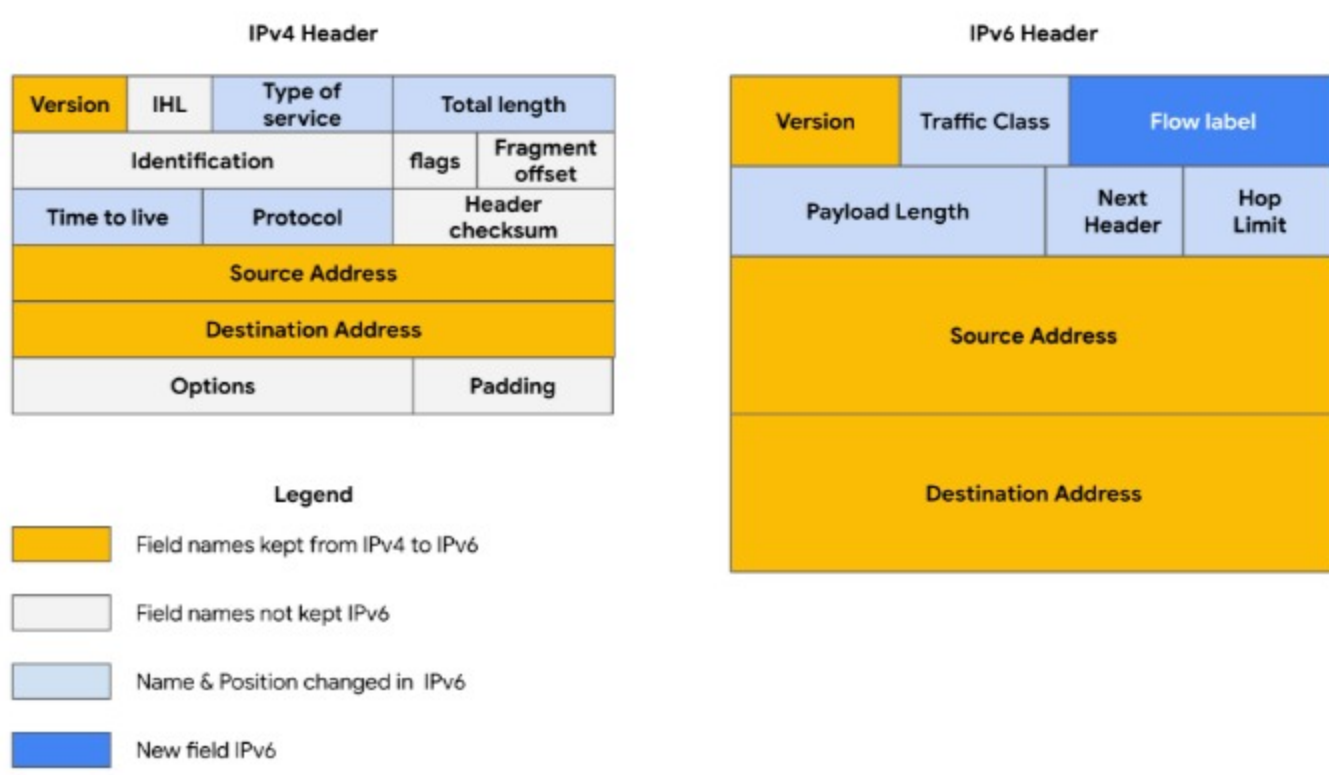 IPv4 Header
Version IHL Type of service Total length
Identification flags Fragment offset
Time to live Protocol Header checksum
Source Address
Destination Address
Options Padding
Legend
Field names kept from IPv4 to IPv6
Field names not kept IPv6
Name & Position changed in IPv6
New field IPv6
IPv6 Header
Version Traffic Class Flow label
Payload Length Next Header Hop Limit
Source Address
Destination Address